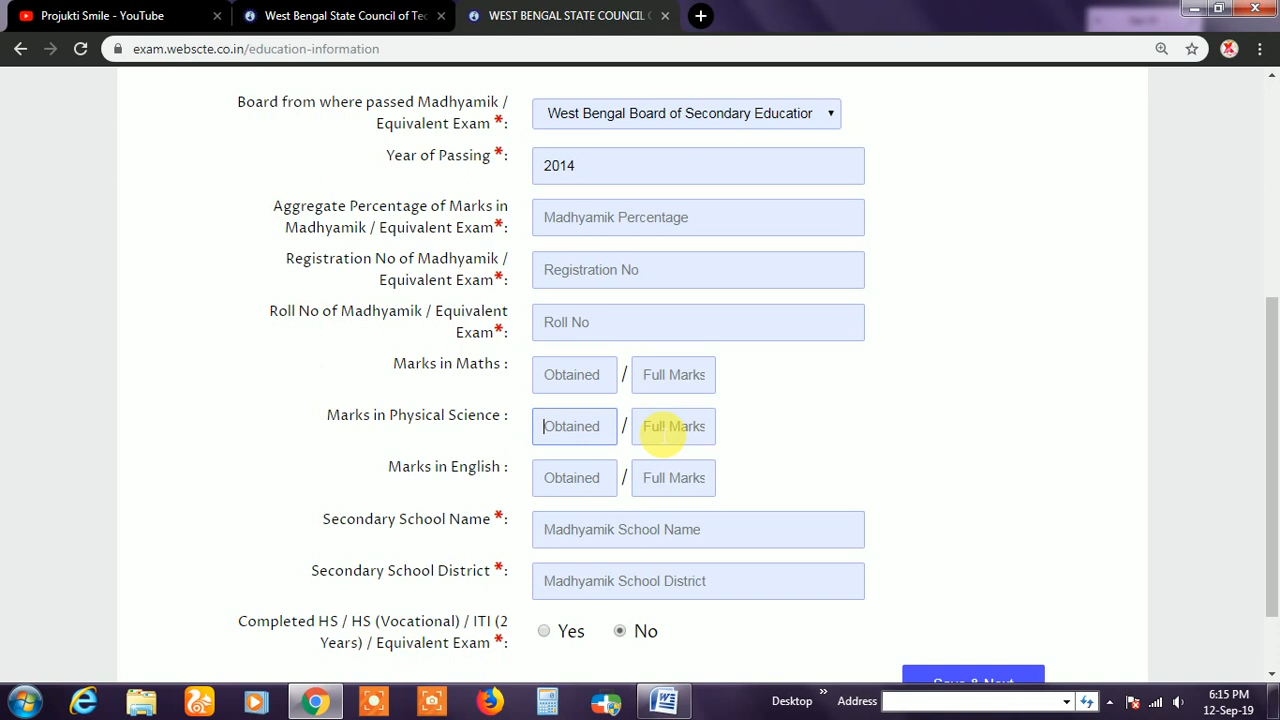 Projukti Smile - YouTube
West Bengal State Council of Tec
WEST BENGAL STATE COUNCIL O
exam.webscte.co.in/education-information
Board from where passed Madhyamik /
Equivalent Exam *:
West Bengal Board of Secondary Education
Year of Passing *:
2014
Aggregate Percentage of Marks in
Madhyamik / Equivalent Exam*:
Madhyamik Percentage
Registration No of Madhyamik /
Equivalent Exam*:
Registration No
Roll No of Madhyamik / Equivalent
Exam*:
Roll No
Marks in Maths :
Obtained / Full Marks
Marks in Physical Science :
Obtained / Full Marks
Marks in English :
Obtained / Full Marks
Secondary School Name *:
Madhyamik School Name
Secondary School District *:
Madhyamik School District
Completed HS / HS (Vocational) / ITI (2
Years) / Equivalent Exam *:
Yes No
Save & Next
Desktop » Address
6:15 PM
12-Sep-19